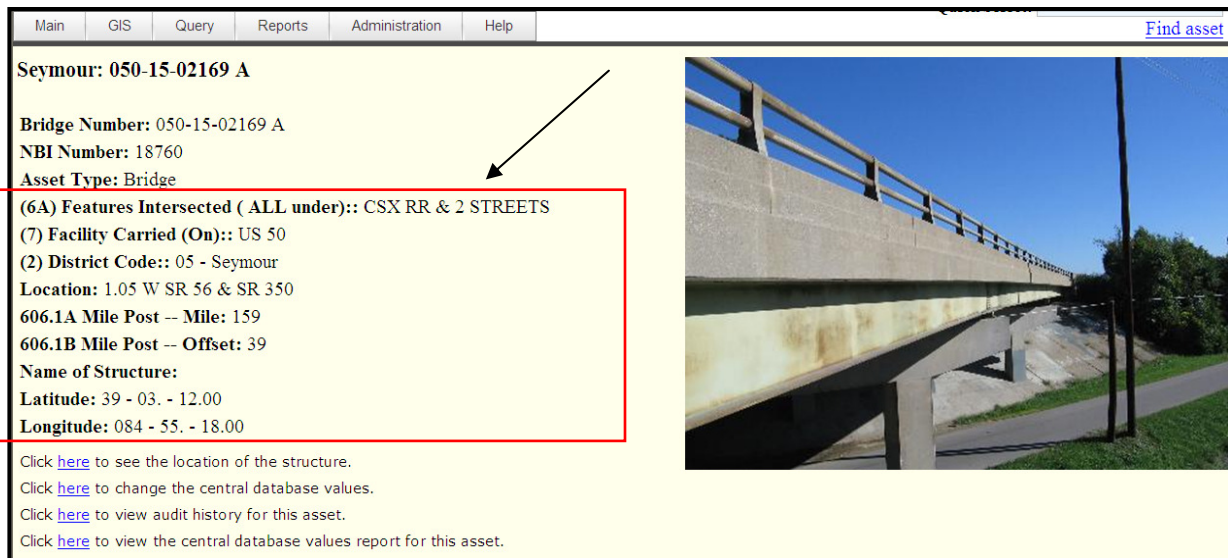 Main GIS Query Reports Administration Help
Find asset
Seymour: 050-15-02169 A
Bridge Number: 050-15-02169 A
NBI Number: 18760
Asset Type: Bridge
(6A) Features Intersected ( ALL under):: CSX RR & 2 STREETS
(7) Facility Carried (On):: US 50
(2) District Code:: 05 - Seymour
Location: 1.05 W SR 56 & SR 350
606.1A Mile Post -- Mile: 159
606.1B Mile Post -- Offset: 39
Name of Structure:
Latitude: 39 - 03. - 12.00
Longitude: 084 - 55. - 18.00
Click here to see the location of the structure.
Click here to change the central database values.
Click here to view audit history for this asset.
Click here to view the central database values report for this asset.